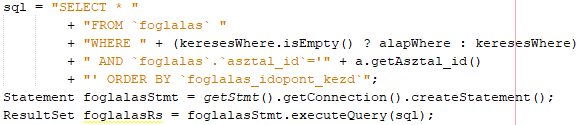 sql = "SELECT * "
+ "FROM `foglalas` "
+ "WHERE " + (keresesWhere.isEmpty() ? alapWhere : keresesWhere)
+ " AND `foglalas`.`asztal_id`='" + a.getAsztal_id()
+ "' ORDER BY `foglalas_idopont_kezd`";
Statement foglalasStmt = getStmt().getConnection().createStatement();
ResultSet foglalasRs = foglalasStmt.executeQuery(sql);